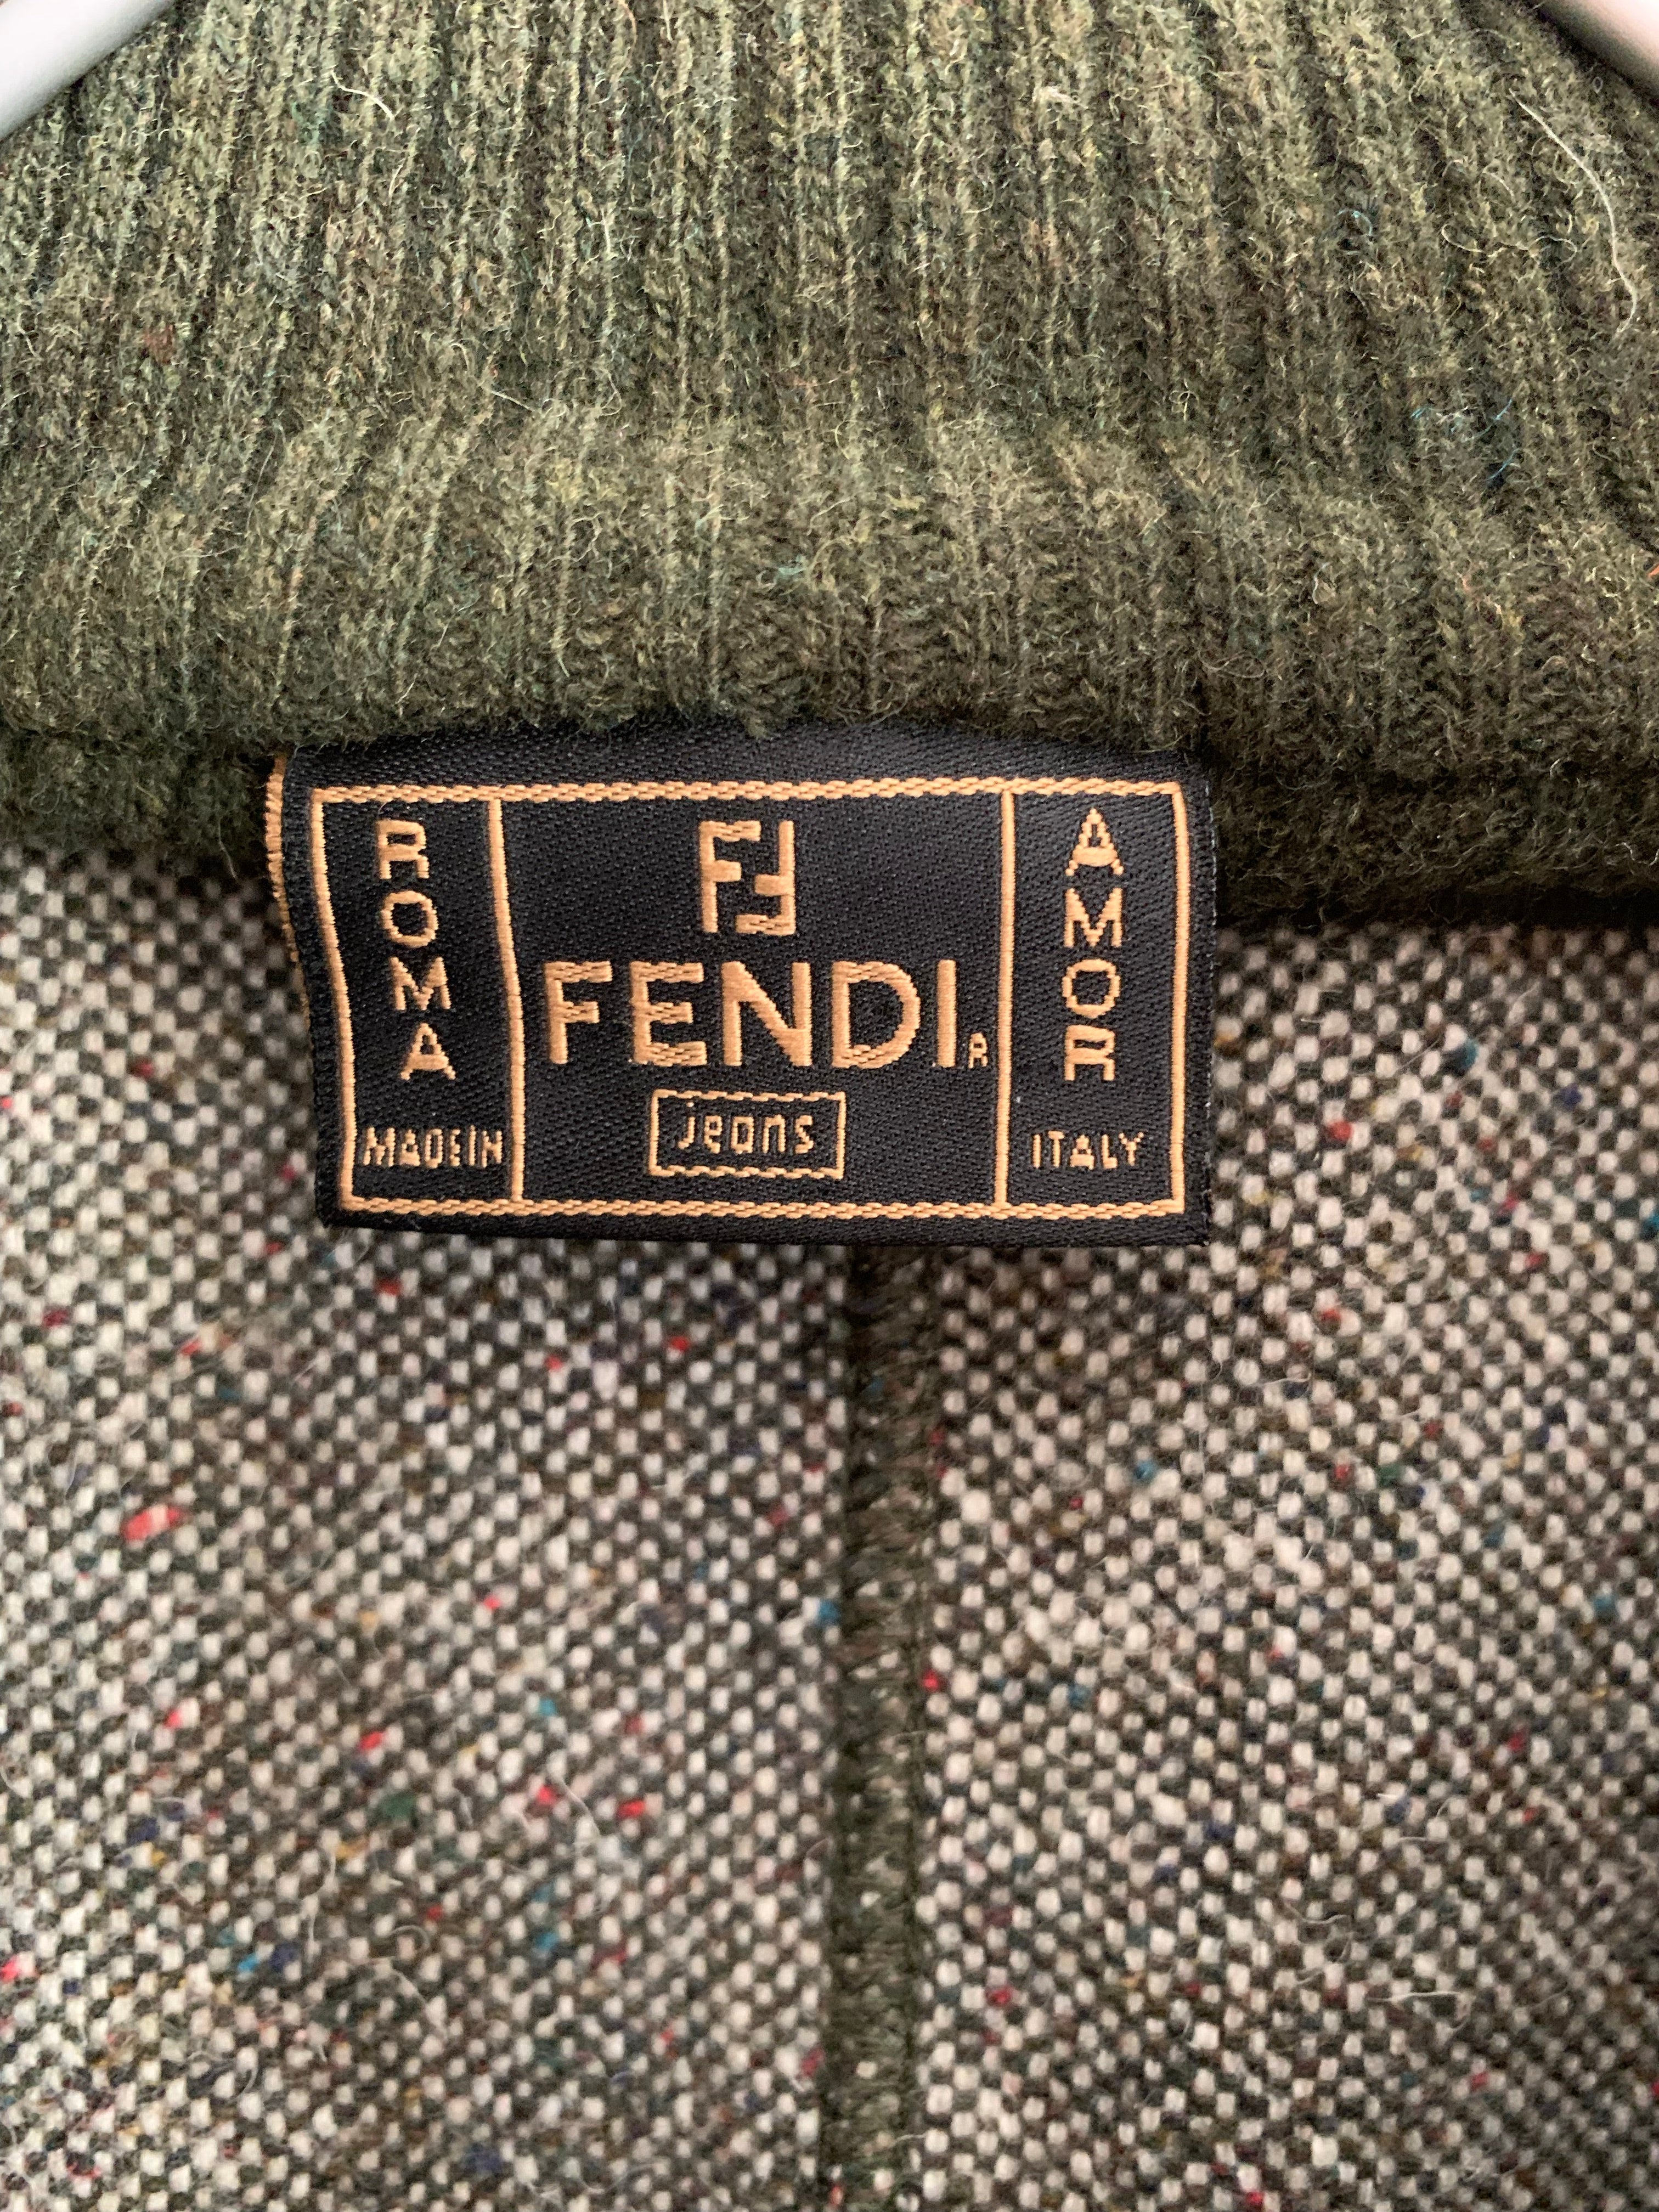 ROMA
MADE IN
FF
FENDI R
jeans
AMOR
ITALY